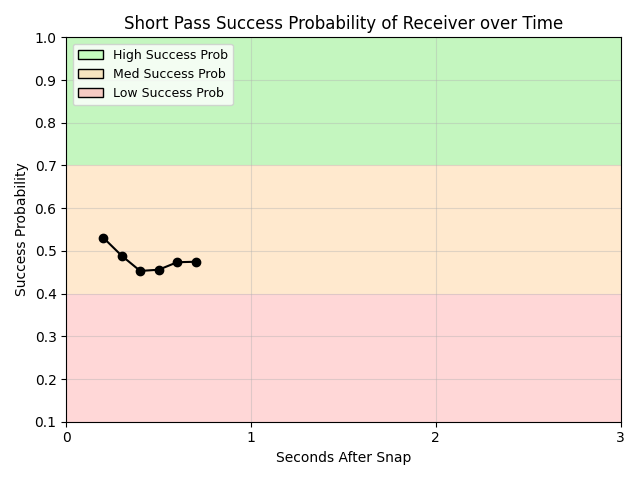 Short Pass Success Probability of Receiver over Time
High Success Prob
Med Success Prob
Low Success Prob
Success Probability
1.0
0.9
0.8
0.7
0.6
0.5
0.4
0.3
0.2
0.1
0 1 2 3
Seconds After Snap